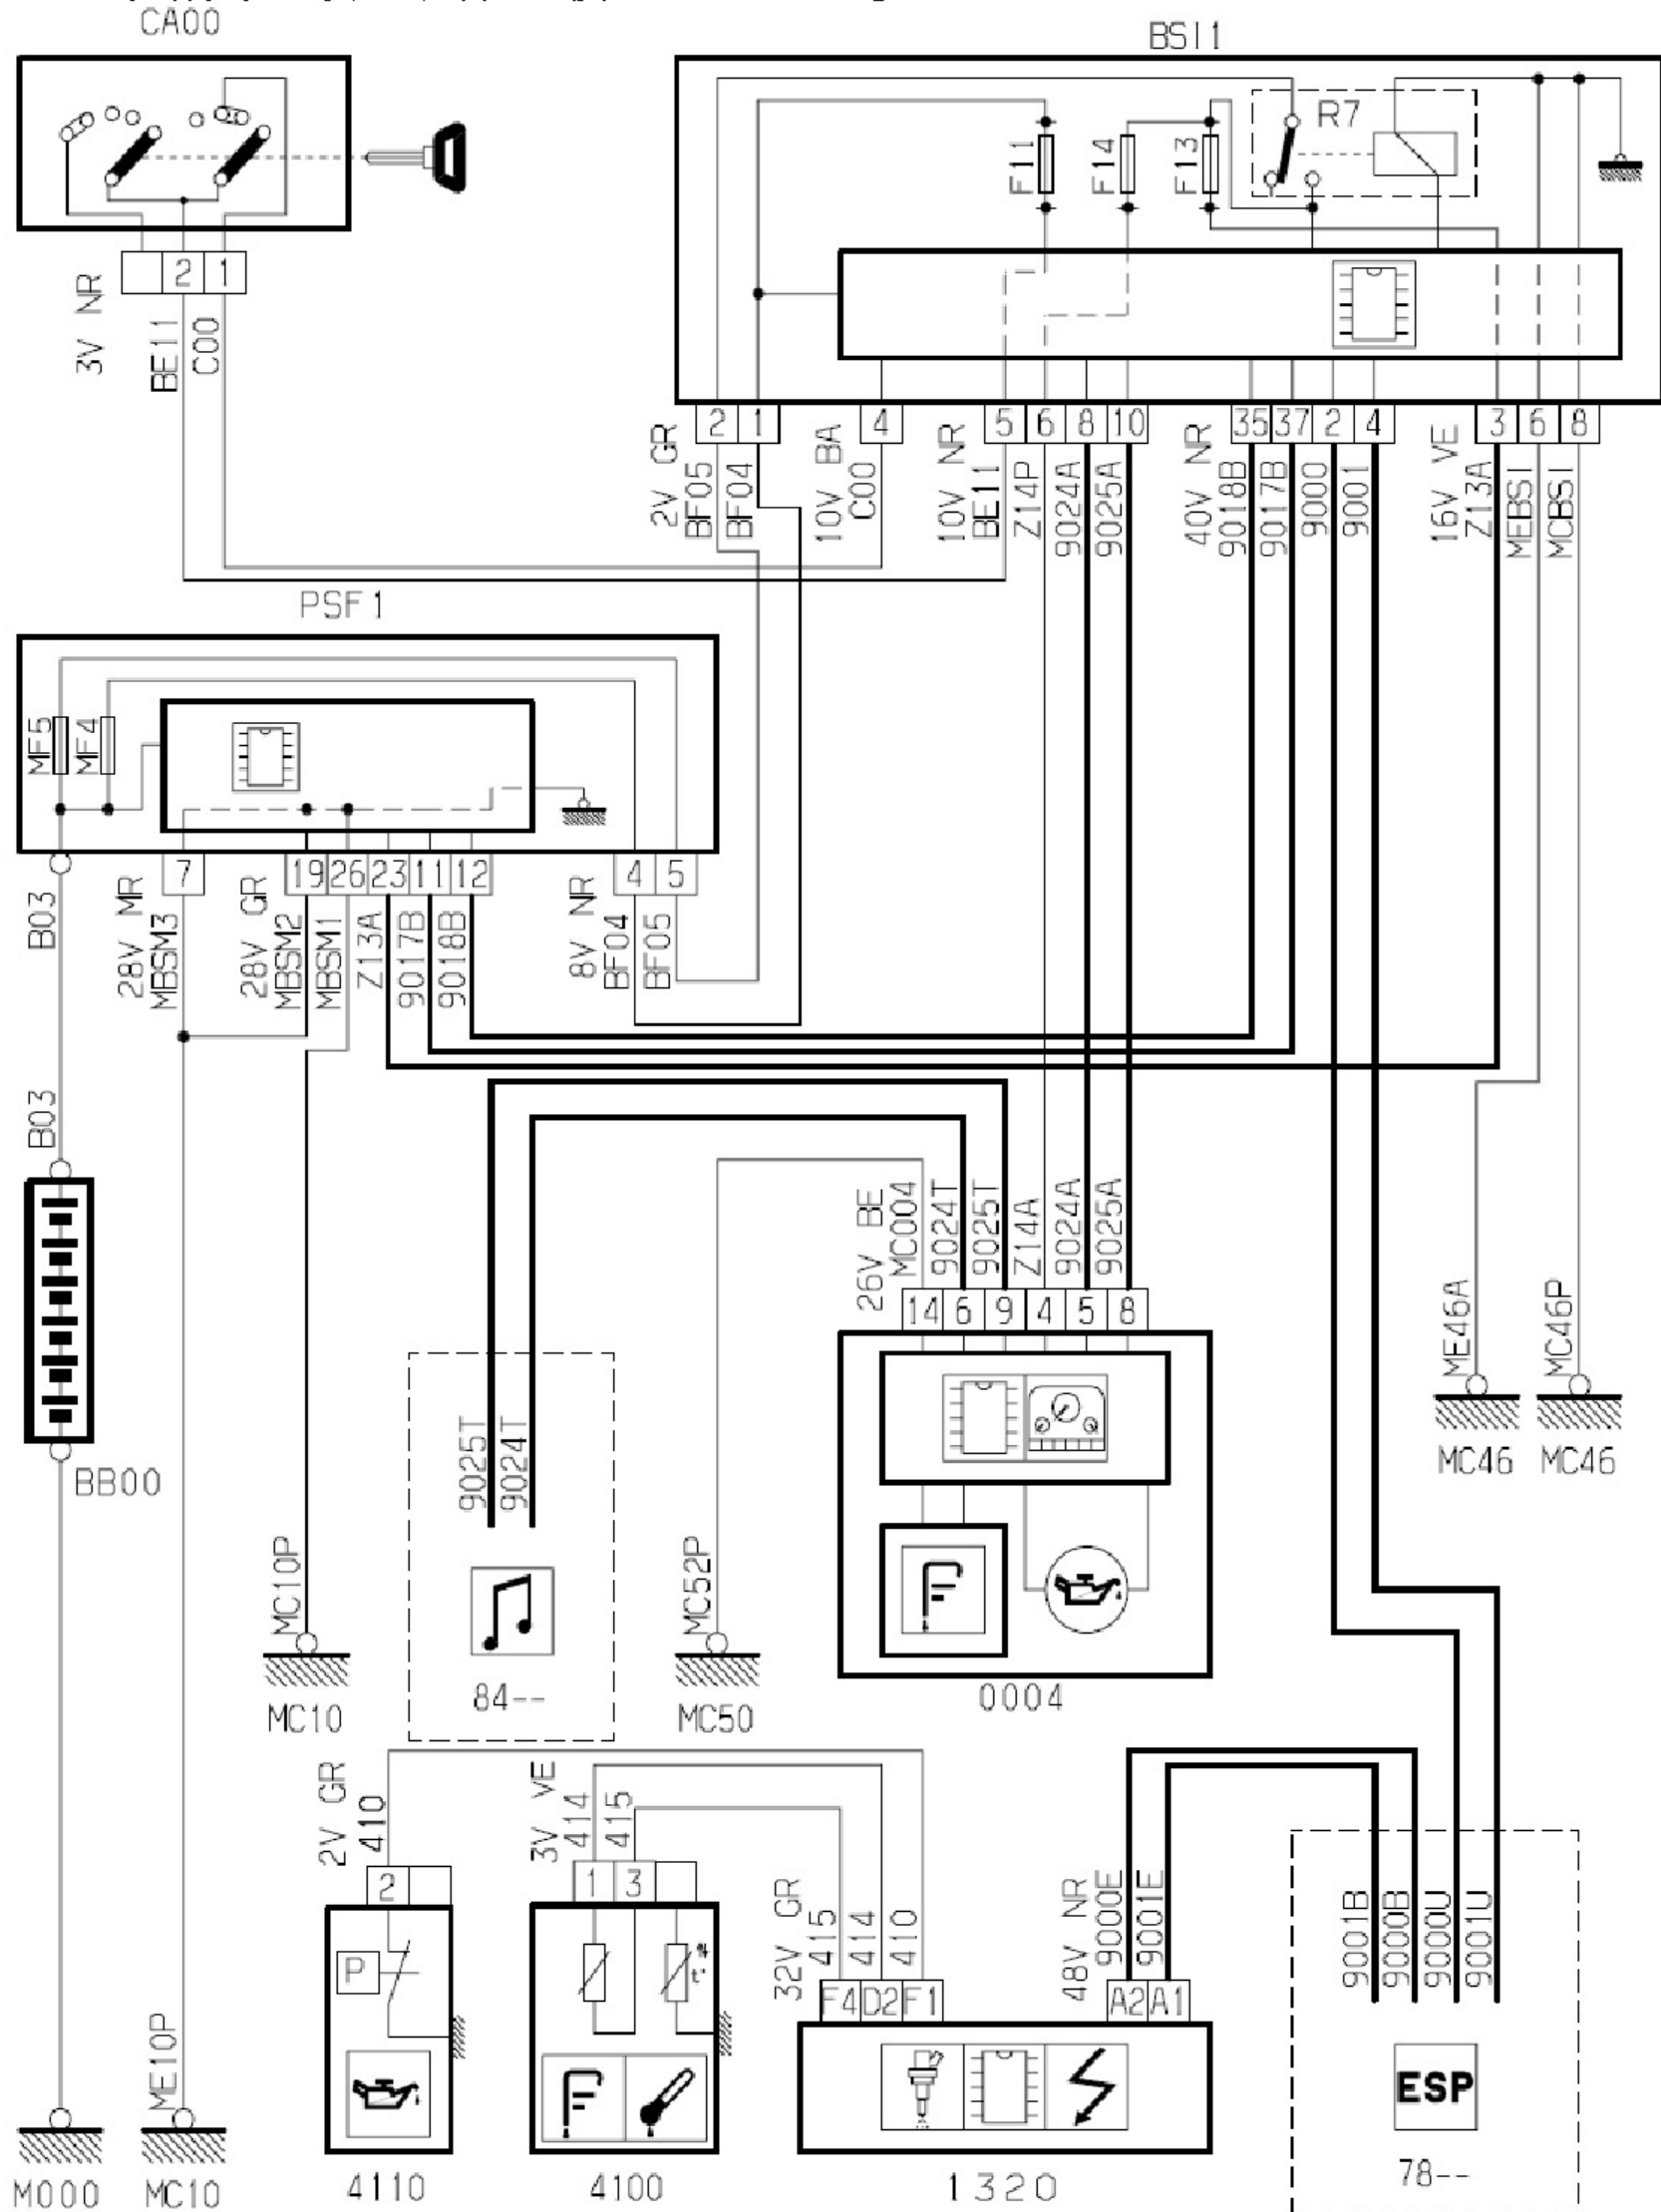 CA00
BSI1
R7
F11
F14
F13
2 1
3V NR
BE11
C00
2 1 4 5 6 8 10 35 37 2 4 3 6 8
2V GR
BF05
BF04
10V BA
C00
10V NR
BE11
Z14P
9024A
9025A
40V NR
9018B
9017B
9000
9001
16V VE
Z13A
MEBSI
MCBSI
PSF1
MF5
MF4
7 19 26 23 11 12 4 5
B03
28V MR
MBSM3
28V GR
MBSM2
MBSM1
Z13A
9017B
9018B
8V NR
BF04
BF05
B03
26V BE
MC004
9024T
9025T
Z14A
9024A
9025A
14 6 9 4 5 8
ME46A
MC46P
MC46 MC46
BB00
9025T
9024T
MC10P
MC52P
84--
0004
MC10
MC50
2V GR
410
3V VE
414
415
2
1 3
32V GR
415
414
410
48V NR
9000E
9001E
9001B
9000B
9000U
9001U
P
t°
F4 D2 F1 A2 A1
ME10P
ESP
M000 MC10 4110 4100 1320 78--